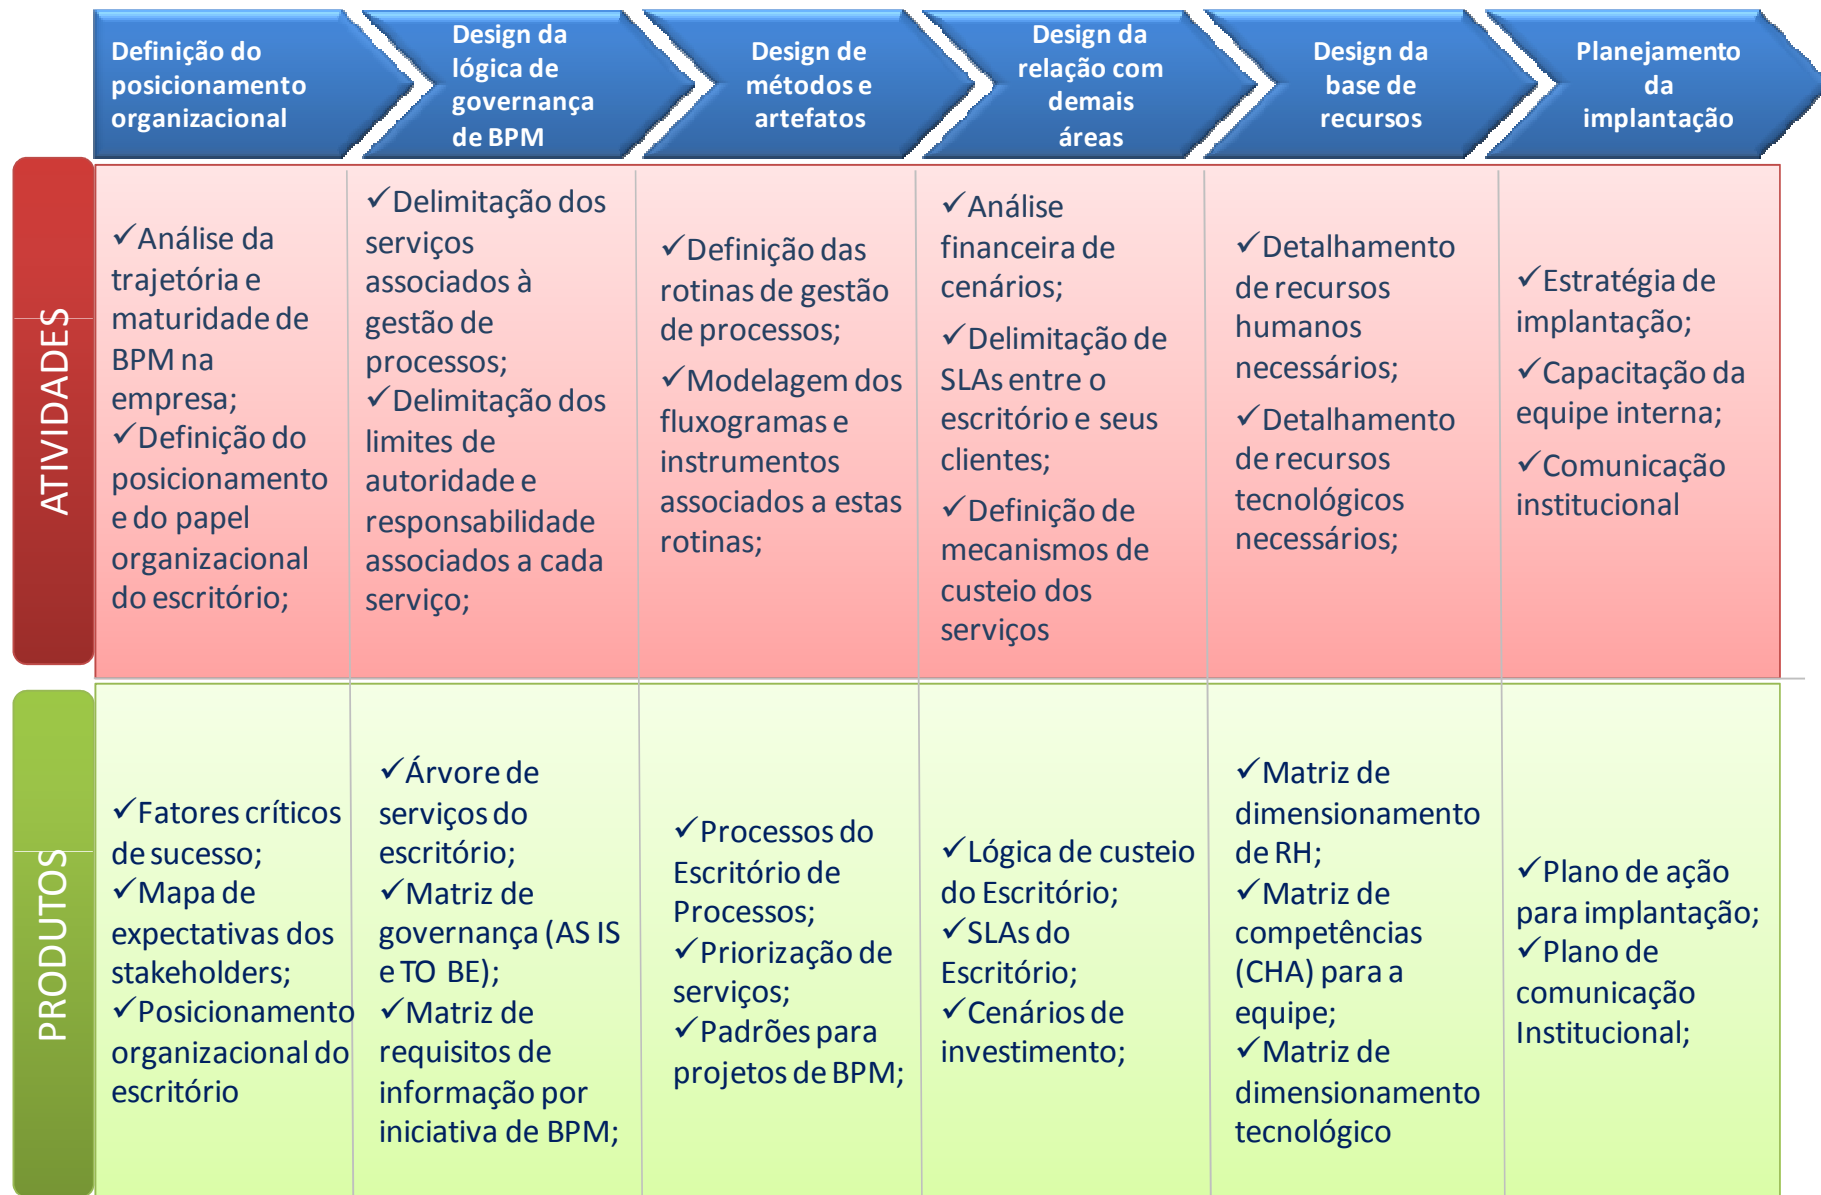 Definição do
posicionamento
organizacional
Design da
lógica de
governança
de BPM
Design de
métodos e
artefatos
Design da
relação com
demais
áreas
Design da
base de
recursos
Planejamento
da
implantação
ATIVIDADES
✓Análise da
trajetória e
maturidade de
BPM na
empresa;
✓Definição do
posicionamento
e do papel
organizacional
do escritório;
✓Delimitação dos
serviços
associados à
gestão de
processos;
✓Delimitação dos
limites de
autoridade e
responsabilidade
associados a cada
serviço;
✓Definição das
rotinas de gestão
de processos;
✓Modelagem dos
fluxogramas e
instrumentos
associados a estas
rotinas;
✓Análise
financeira de
cenários;
✓Delimitação de
SLAs entre o
escritório e seus
clientes;
✓Definição de
mecanismos de
custeio dos
serviços
✓Detalhamento
de recursos
humanos
necessários;
✓Detalhamento
de recursos
tecnológicos
necessários;
✓Estratégia de
implantação;
✓Capacitação da
equipe interna;
✓Comunicação
institucional
PRODUTOS
✓Fatores críticos
de sucesso;
✓Mapa de
expectativas dos
stakeholders;
✓Posicionamento
organizacional do
escritório
✓Árvore de
serviços do
escritório;
✓Matriz de
governança (AS IS
e TO BE);
✓Matriz de
requisitos de
informação por
iniciativa de BPM;
✓Processos do
Escritório de
Processos;
✓Priorização de
serviços;
✓Padrões para
projetos de BPM;
✓Lógica de custeio
do Escritório;
✓SLAs do
Escritório;
✓Cenários de
investimento;
✓Matriz de
dimensionamento
de RH;
✓Matriz de
competências
(CHA) para a
equipe;
✓Matriz de
dimensionamento
tecnológico
✓Plano de ação
para implantação;
✓Plano de
comunicação
Institucional;